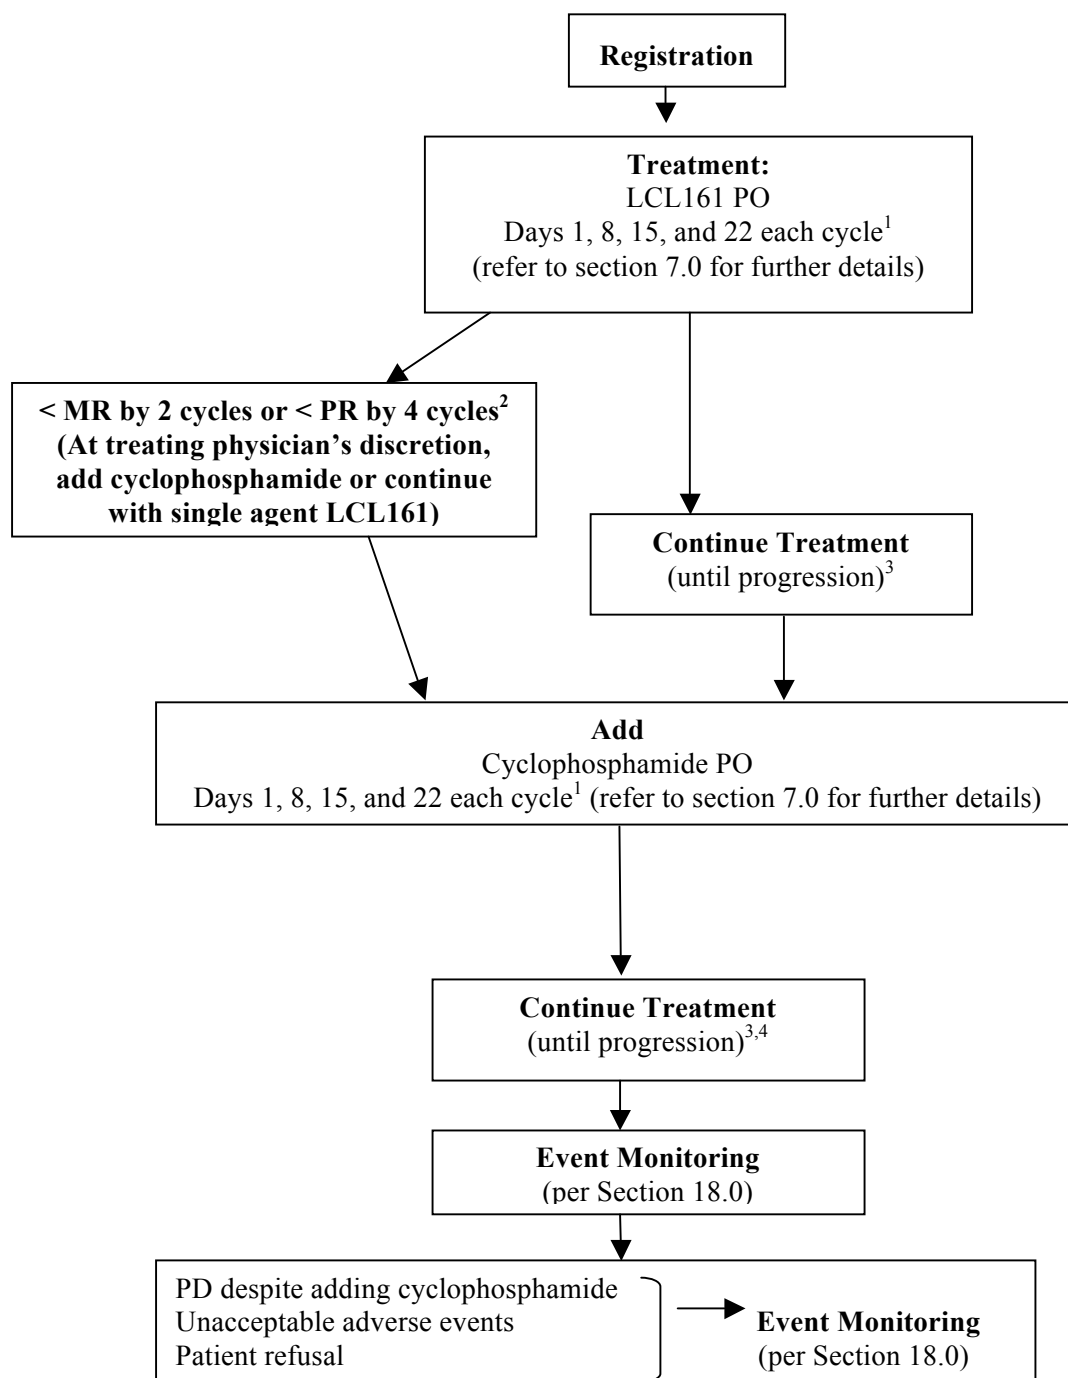 Registration
Treatment:
LCL161 PO
Days 1, 8, 15, and 22 each cycle¹
(refer to section 7.0 for further details)
< MR by 2 cycles or < PR by 4 cycles²
(At treating physician’s discretion,
add cyclophosphamide or continue
with single agent LCL161)
Continue Treatment
(until progression)³
Add
Cyclophosphamide PO
Days 1, 8, 15, and 22 each cycle¹ (refer to section 7.0 for further details)
Continue Treatment
(until progression)³,⁴
Event Monitoring
(per Section 18.0)
PD despite adding cyclophosphamide
Unacceptable adverse events
Patient refusal
Event Monitoring
(per Section 18.0)